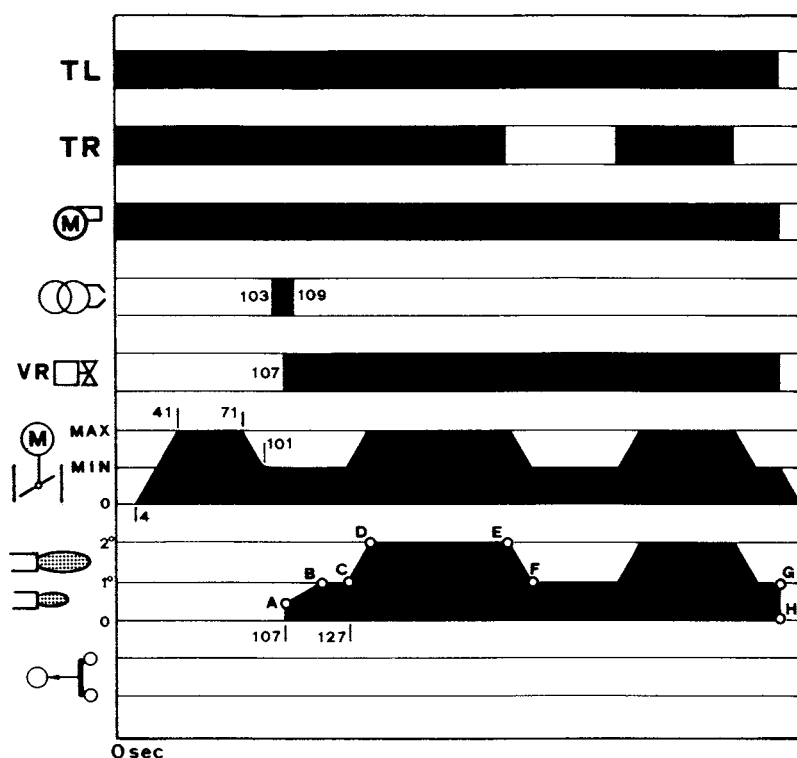 TL
TR
M
103 109
VR 107
41 71
M MAX
101
MIN
0
4
D E
2°
B C F G
1°
A
H
0
107 127
0 sec